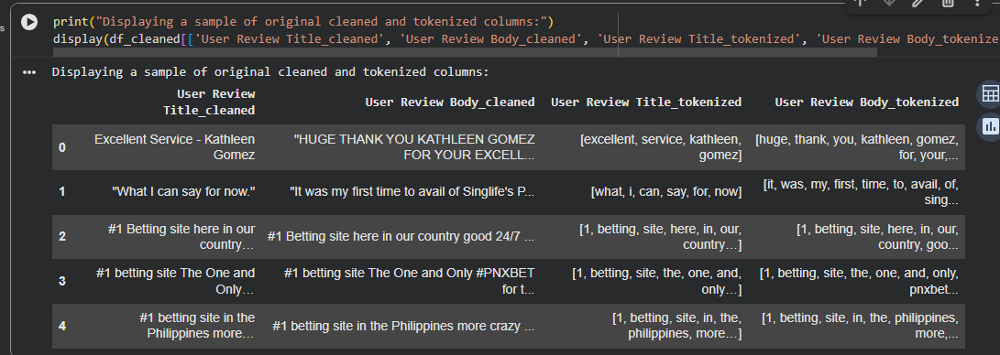 s
print("Displaying a sample of original cleaned and tokenized columns:")
display(df_cleaned[['User Review Title_cleaned', 'User Review Body_cleaned', 'User Review Title_tokenized', 'User Review Body_tokenize
Displaying a sample of original cleaned and tokenized columns:
User Review
Title_cleaned
User Review Body_cleaned
User Review Title_tokenized
User Review Body_tokenized
0
Excellent Service - Kathleen
Gomez
"HUGE THANK YOU KATHLEEN GOMEZ
FOR YOUR EXCELL...
[excellent, service, kathleen,
gomez]
[huge, thank, you, kathleen, gomez,
for, your,...
1
"What I can say for now."
"It was my first time to avail of Singlife's P...
[what, i, can, say, for, now]
[it, was, my, first, time, to, avail, of,
sing...
2
#1 Betting site here in our
country…
#1 Betting site here in our country good 24/7 ...
[1, betting, site, here, in, our,
country…]
[1, betting, site, here, in, our,
country, goo...
3
#1 betting site The One and
Only…
#1 betting site The One and Only #PNXBET
for t...
[1, betting, site, the, one, and,
only…]
[1, betting, site, the, one, and, only,
pnxbet...
4
#1 betting site in the
Philippines more…
#1 betting site in the Philippines more crazy ...
[1, betting, site, in, the,
philippines, more…]
[1, betting, site, in, the, philippines,
more,...